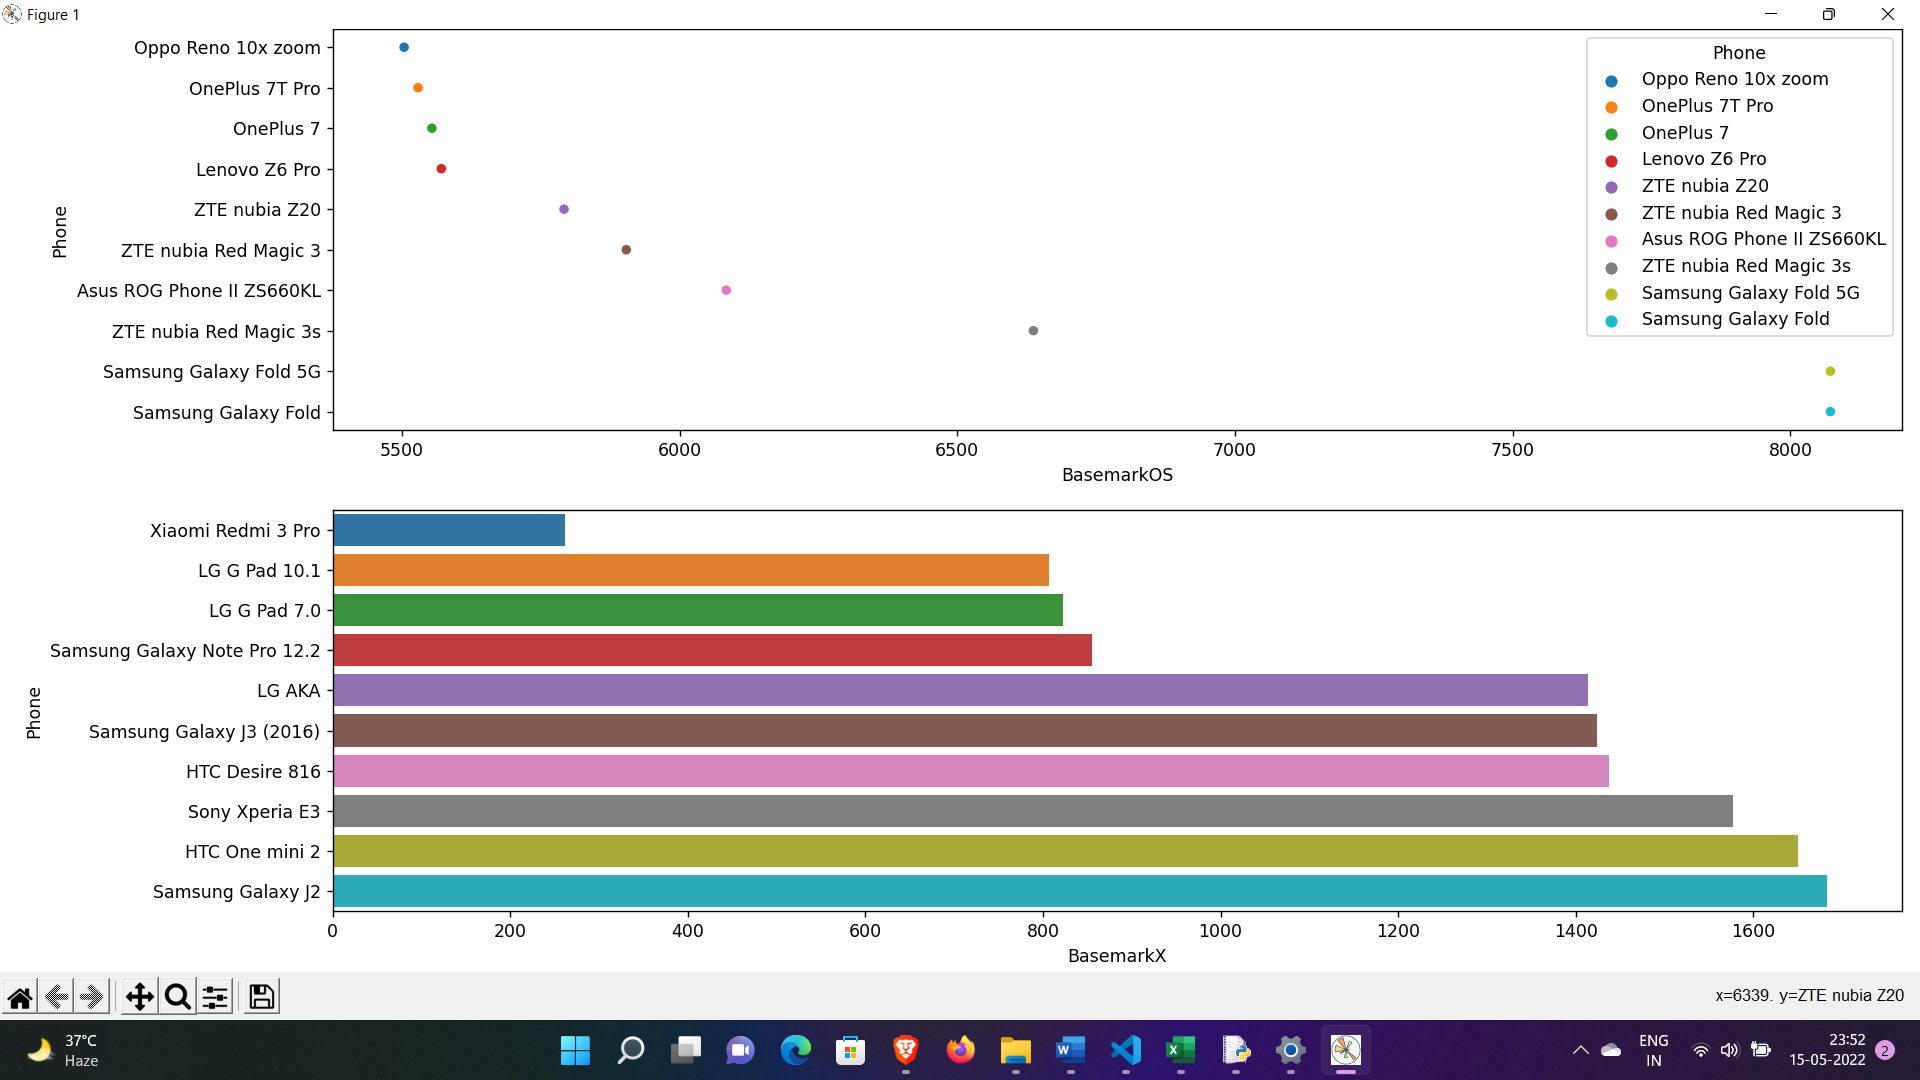 Figure 1
Oppo Reno 10x zoom
OnePlus 7T Pro
OnePlus 7
Lenovo Z6 Pro
ZTE nubia Z20
ZTE nubia Red Magic 3
Asus ROG Phone II ZS660KL
ZTE nubia Red Magic 3s
Samsung Galaxy Fold 5G
Samsung Galaxy Fold
Phone
Phone
Oppo Reno 10x zoom
OnePlus 7T Pro
OnePlus 7
Lenovo Z6 Pro
ZTE nubia Z20
ZTE nubia Red Magic 3
Asus ROG Phone II ZS660KL
ZTE nubia Red Magic 3s
Samsung Galaxy Fold 5G
Samsung Galaxy Fold
5500 6000 6500 7000 7500 8000
BasemarkOS
Xiaomi Redmi 3 Pro
LG G Pad 10.1
LG G Pad 7.0
Samsung Galaxy Note Pro 12.2
LG AKA
Samsung Galaxy J3 (2016)
HTC Desire 816
Sony Xperia E3
HTC One mini 2
Samsung Galaxy J2
Phone
0 200 400 600 800 1000 1200 1400 1600
BasemarkX
x=6339. y=ZTE nubia Z20
37°C
Haze
W
X
ENG
IN
23:52
15-05-2022
2